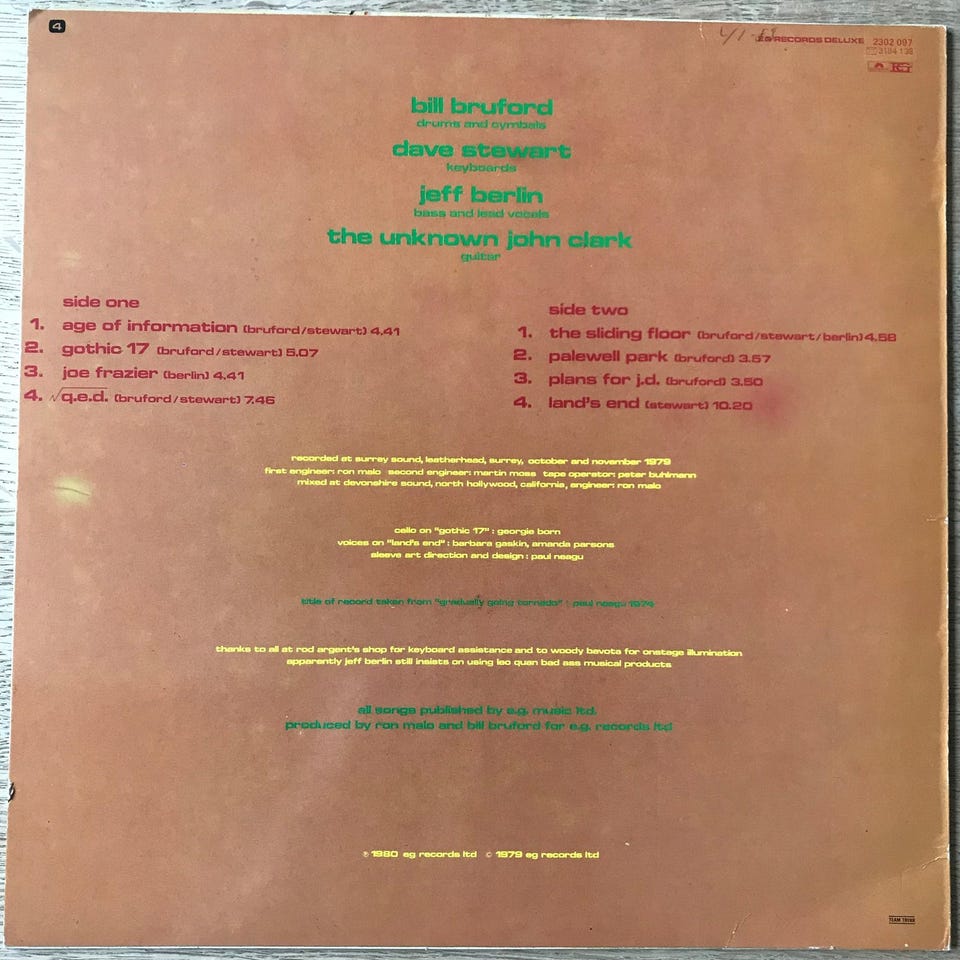 4
EG RECORDS DELUXE 2302 097
3184 138
bill bruford
drums and cymbals
dave stewart
keyboards
jeff berlin
bass and lead vocals
the unknown john clark
guitar
side one
1. age of information (bruford/stewart) 4.41
2. gothic 17 (bruford/stewart) 5.07
3. joe frazier (berlin) 4.41
4. √q.e.d. (bruford/stewart) 7.46
side two
1. the sliding floor (bruford/stewart/berlin) 4.58
2. palewell park (bruford) 3.57
3. plans for j.d. (bruford) 3.50
4. land's end (stewart) 10.20
recorded at surrey sound, leatherhead, surrey, october and november 1979
first engineer: ron malo second engineer: martin moss tape operator: peter buhlmann
mixed at devonshire sound, north hollywood, california, engineer: ron malo
cello on "gothic 17" : georgie born
voices on "land's end" : barbara gaskin, amanda parsons
sleeve art direction and design : paul neagu
title of record taken from "gradually going tornado" : paul neagu 1974
thanks to all at rod argent's shop for keyboard assistance and to woody bavota for onstage illumination
apparently jeff berlin still insists on using leo quan bad ass musical products
all songs published by e.g. music ltd.
produced by ron malo and bill bruford for e.g. records ltd
℗ 1980 eg records ltd © 1979 eg records ltd